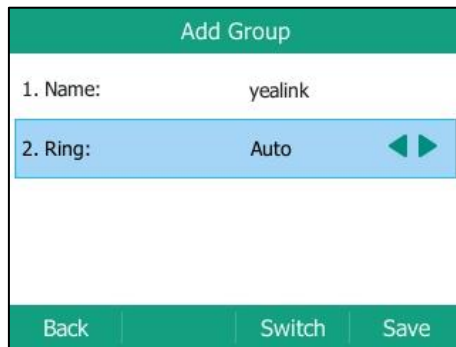 Add Group
1. Name: yealink
2. Ring: Auto
Back Switch Save